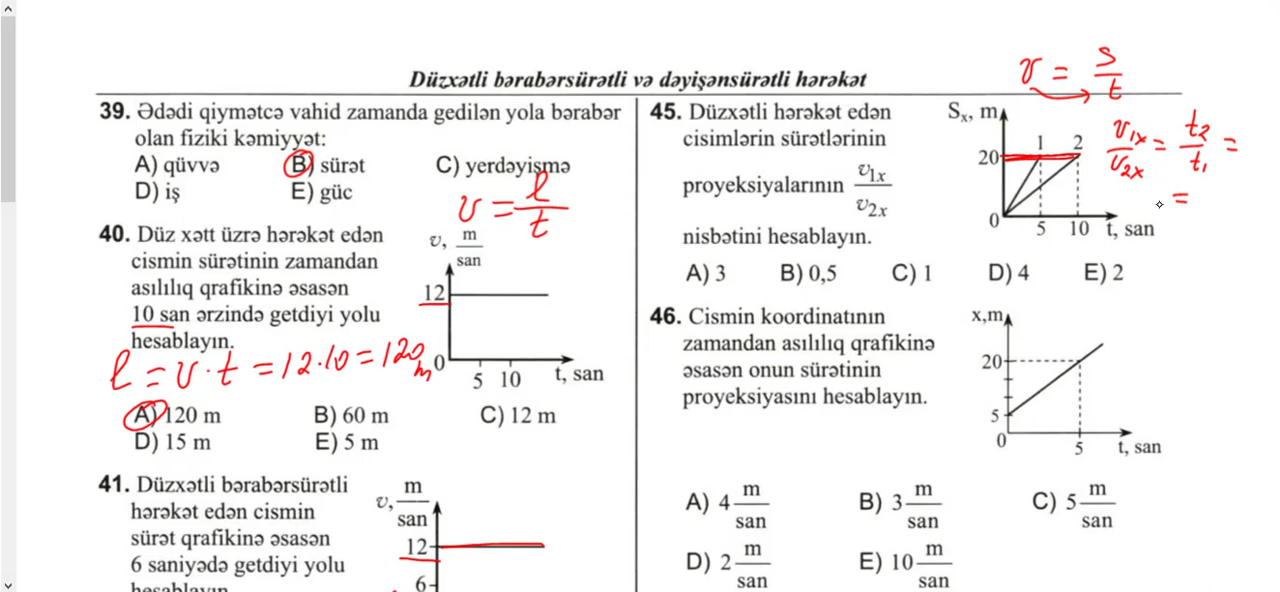 Düzxətli bərabərsürətli və dəyişənsürətli hərəkət
39. Ədədi qiymətcə vahid zamanda gedilən yola bərabər
olan fiziki kəmiyyət:
A) qüvvə B) sürət C) yerdəyişmə
D) iş E) güc
v = l/t
40. Düz xətt üzrə hərəkət edən
cismin sürətinin zamandan
asılılıq qrafikinə əsasən
10 san ərzində getdiyi yolu
hesablayın.
v, m/san
12
0
5 10 t, san
l = v · t = 12·10 = 120 m
A) 120 m B) 60 m C) 12 m
D) 15 m E) 5 m
41. Düzxətli bərabərsürətli
hərəkət edən cismin
sürət qrafikinə əsasən
6 saniyədə getdiyi yolu
hesablayın
v, m/san
12
6
v = s/t
45. Düzxətli hərəkət edən
cisimlərin sürətlərinin
proyeksiyalarının v1x/v2x
nisbətini hesablayın.
Sx, m
1 2
20
0
5 10 t, san
v1x/v2x = t2/t1 =
=
A) 3 B) 0,5 C) 1 D) 4 E) 2
46. Cismin koordinatının
zamandan asılılıq qrafikinə
əsasən onun sürətinin
proyeksiyasını hesablayın.
x,m
20
5
0
5 t, san
A) 4 m/san B) 3 m/san C) 5 m/san
D) 2 m/san E) 10 m/san